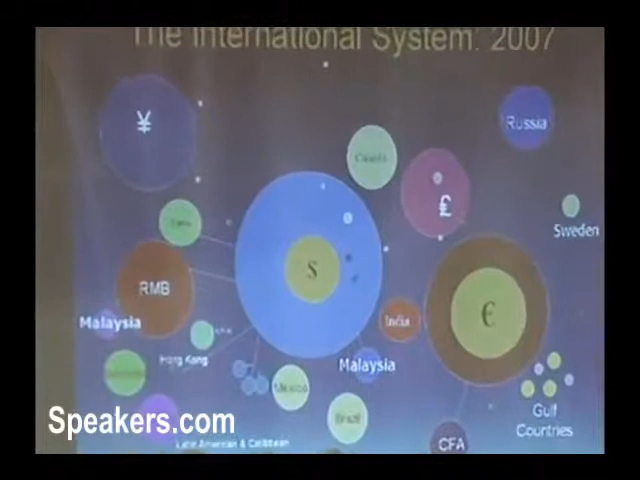 The International System: 2007
¥
Russia
Canada
£
Sweden
$
RMB
€
Malaysia
India
Hong Kong
Malaysia
Mexico
Brazil
Gulf
Countries
Speakers.com
Latin American & Caribbean
CFA